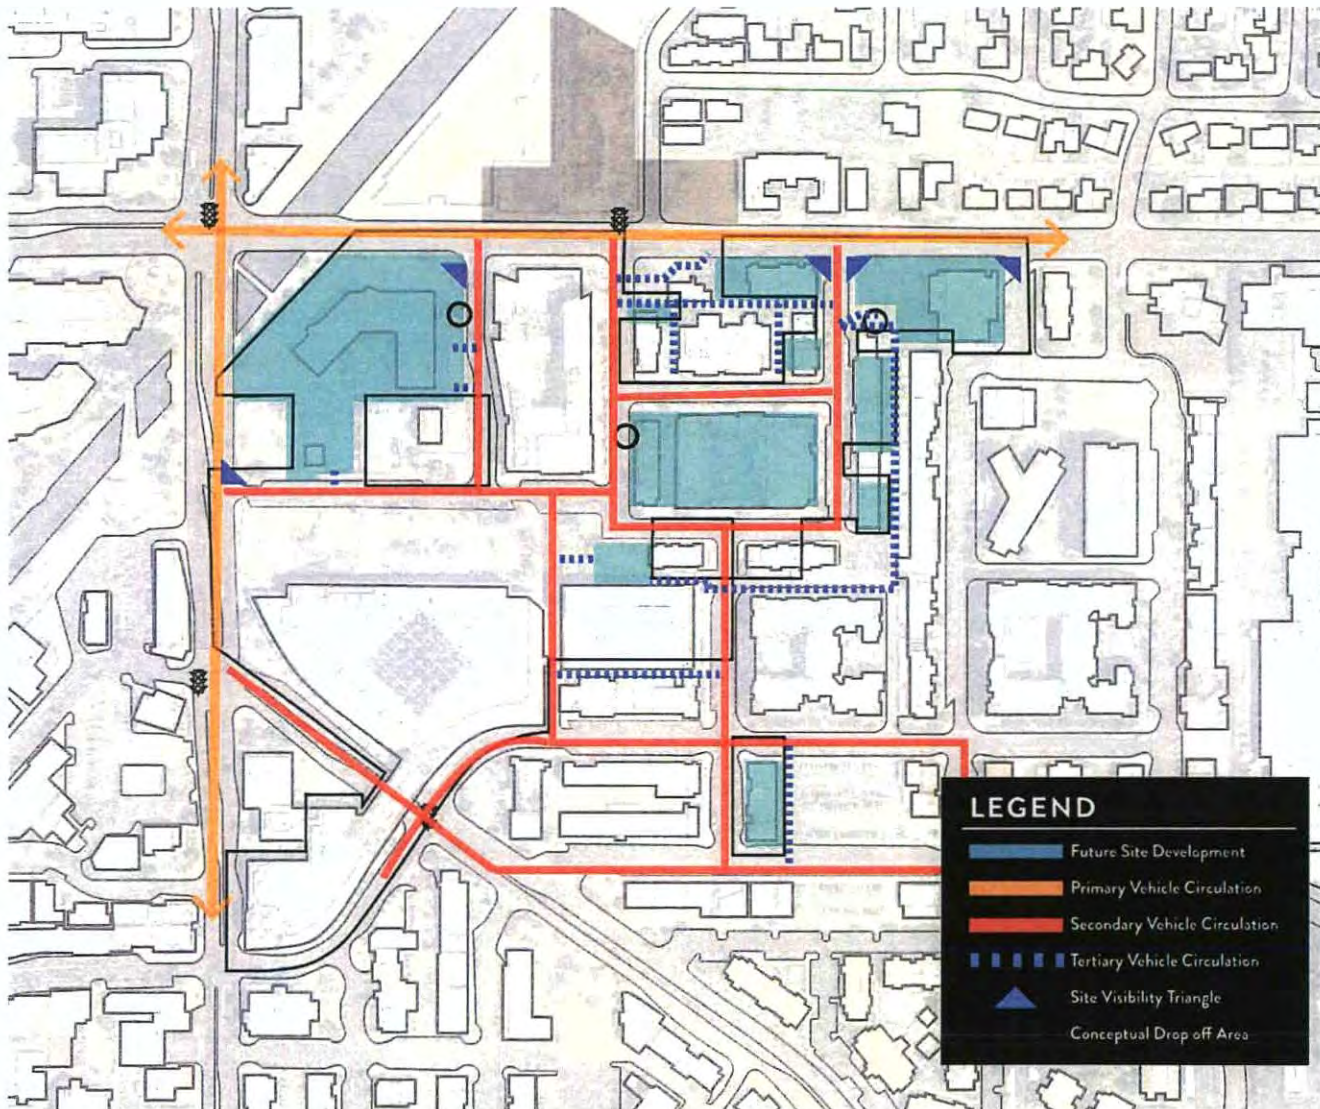 LEGEND
Future Site Development
Primary Vehicle Circulation
Secondary Vehicle Circulation
Tertiary Vehicle Circulation
Site Visibility Triangle
Conceptual Drop off Area